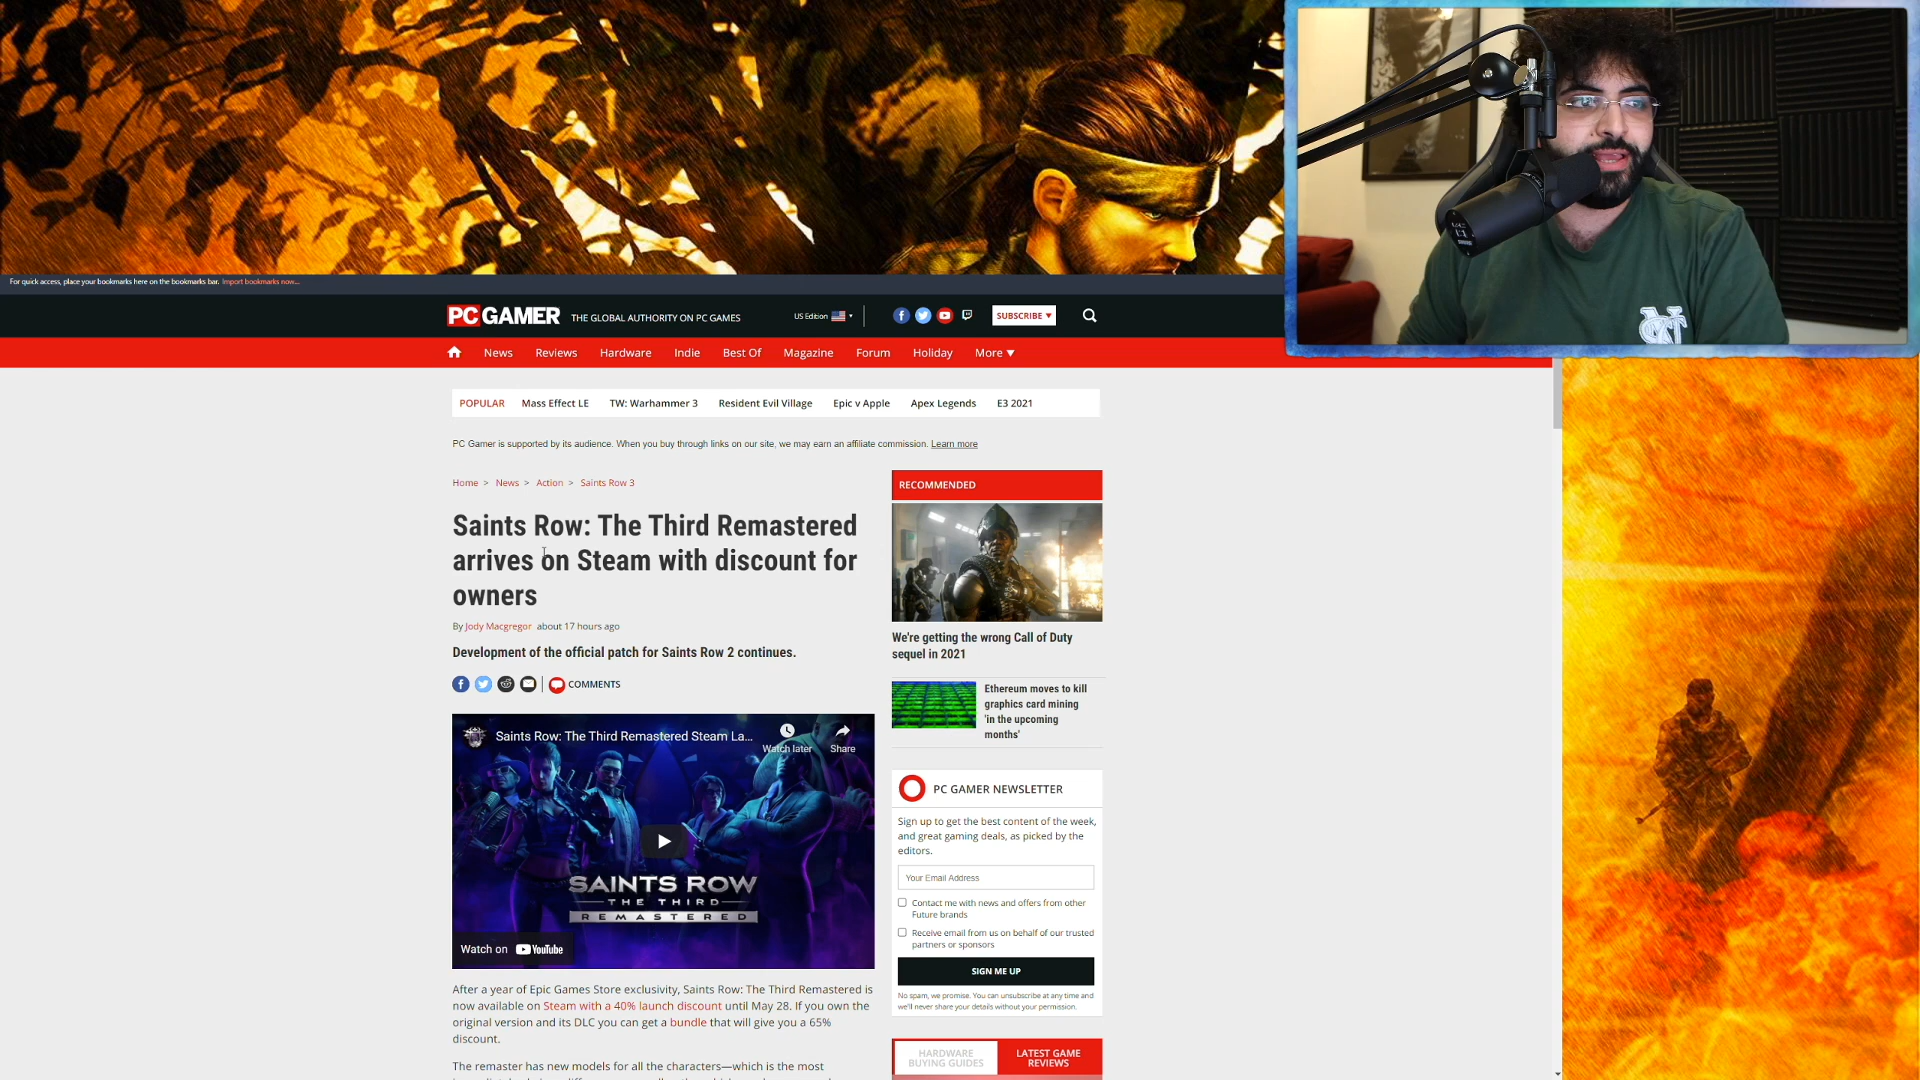 For quick access, place your bookmarks here on the bookmarks bar. Import bookmarks now...
PC GAMER THE GLOBAL AUTHORITY ON PC GAMES
US Edition
SUBSCRIBE ▼
News Reviews Hardware Indie Best Of Magazine Forum Holiday More ▼
POPULAR Mass Effect LE TW: Warhammer 3 Resident Evil Village Epic v Apple Apex Legends E3 2021
PC Gamer is supported by its audience. When you buy through links on our site, we may earn an affiliate commission. Learn more
Home > News > Action > Saints Row 3
Saints Row: The Third Remastered
arrives on Steam with discount for
owners
By Jody Macgregor about 17 hours ago
Development of the official patch for Saints Row 2 continues.
COMMENTS
Saints Row: The Third Remastered Steam La...
Watch later
Share
SAINTS ROW
THE THIRD
REMASTERED
Watch on YouTube
After a year of Epic Games Store exclusivity, Saints Row: The Third Remastered is
now available on Steam with a 40% launch discount until May 28. If you own the
original version and its DLC you can get a bundle that will give you a 65%
discount.
The remaster has new models for all the characters—which is the most
RECOMMENDED
We're getting the wrong Call of Duty
sequel in 2021
Ethereum moves to kill
graphics card mining
'in the upcoming
months'
PC GAMER NEWSLETTER
Sign up to get the best content of the week,
and great gaming deals, as picked by the
editors.
Your Email Address
Contact me with news and offers from other
Future brands
Receive email from us on behalf of our trusted
partners or sponsors
SIGN ME UP
No spam, we promise. You can unsubscribe at any time and
we'll never share your details without your permission.
HARDWARE
BUYING GUIDES
LATEST GAME
REVIEWS